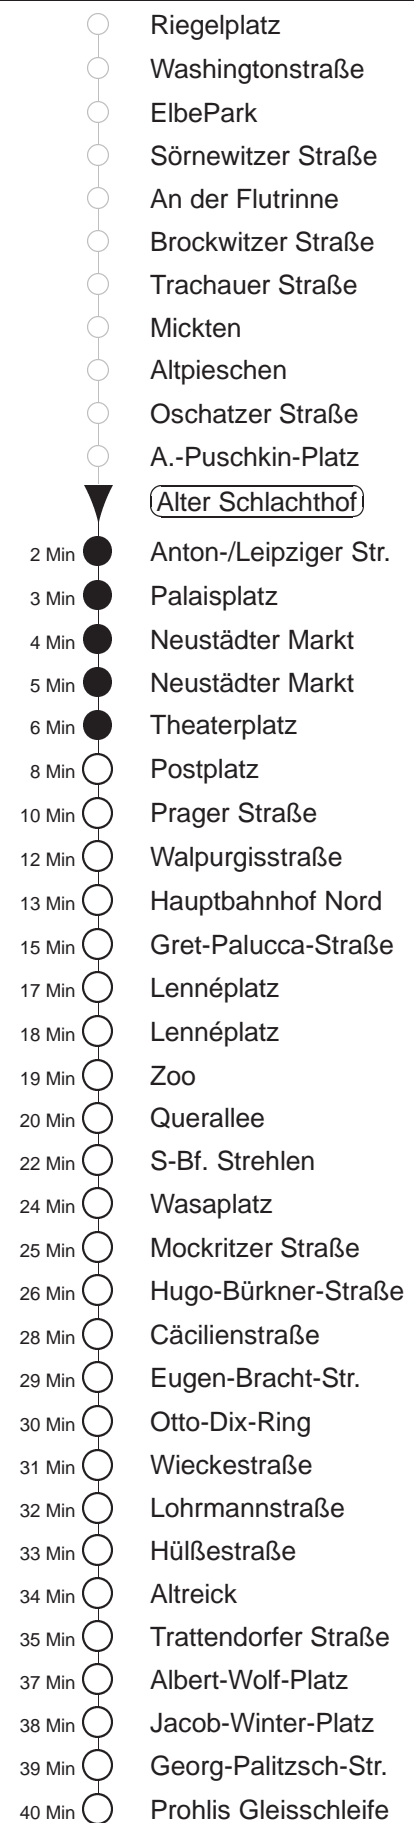 Riegelplatz
Washingtonstraße
ElbePark
Sörnewitzer Straße
An der Flutrinne
Brockwitzer Straße
Trachauer Straße
Mickten
Altpieschen
Oschatzer Straße
A.-Puschkin-Platz
Alter Schlachthof
2 Min Anton-/Leipziger Str.
3 Min Palaisplatz
4 Min Neustädter Markt
5 Min Neustädter Markt
6 Min Theaterplatz
8 Min Postplatz
10 Min Prager Straße
12 Min Walpurgisstraße
13 Min Hauptbahnhof Nord
15 Min Gret-Palucca-Straße
17 Min Lennéplatz
18 Min Lennéplatz
19 Min Zoo
20 Min Querallee
22 Min S-Bf. Strehlen
24 Min Wasaplatz
25 Min Mockritzer Straße
26 Min Hugo-Bürkner-Straße
28 Min Cäcilienstraße
29 Min Eugen-Bracht-Str.
30 Min Otto-Dix-Ring
31 Min Wieckestraße
32 Min Lohrmannstraße
33 Min Hülßestraße
34 Min Altreick
35 Min Trattendorfer Straße
37 Min Albert-Wolf-Platz
38 Min Jacob-Winter-Platz
39 Min Georg-Palitzsch-Str.
40 Min Prohlis Gleisschleife